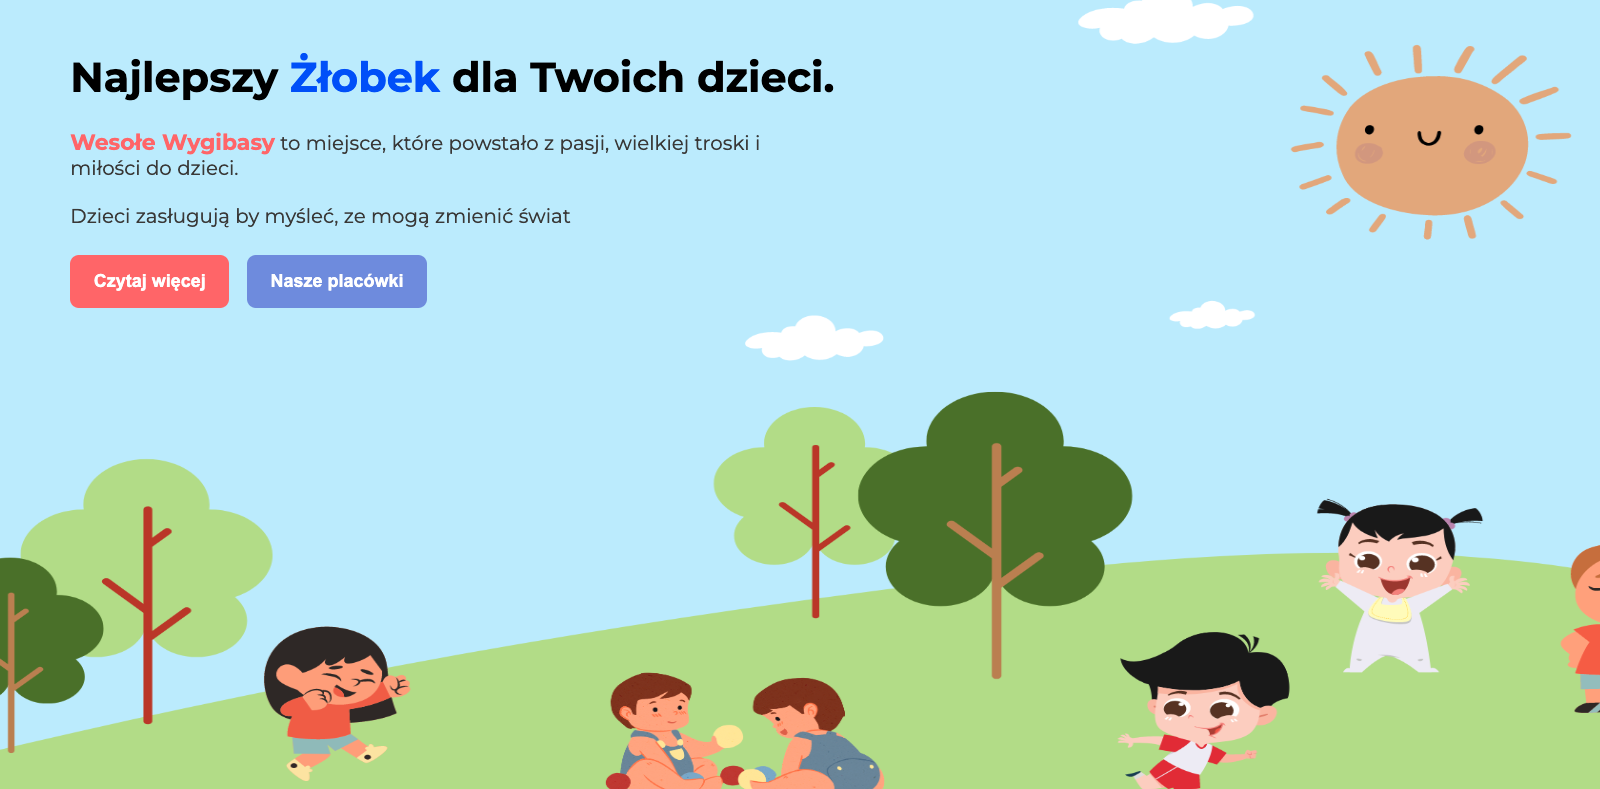 Najlepszy Żłobek dla Twoich dzieci.
Wesołe Wygibasy to miejsce, które powstało z pasji, wielkiej troski i
miłości do dzieci.
Dzieci zasługują by myśleć, ze mogą zmienić świat
Czytaj więcej
Nasze placówki